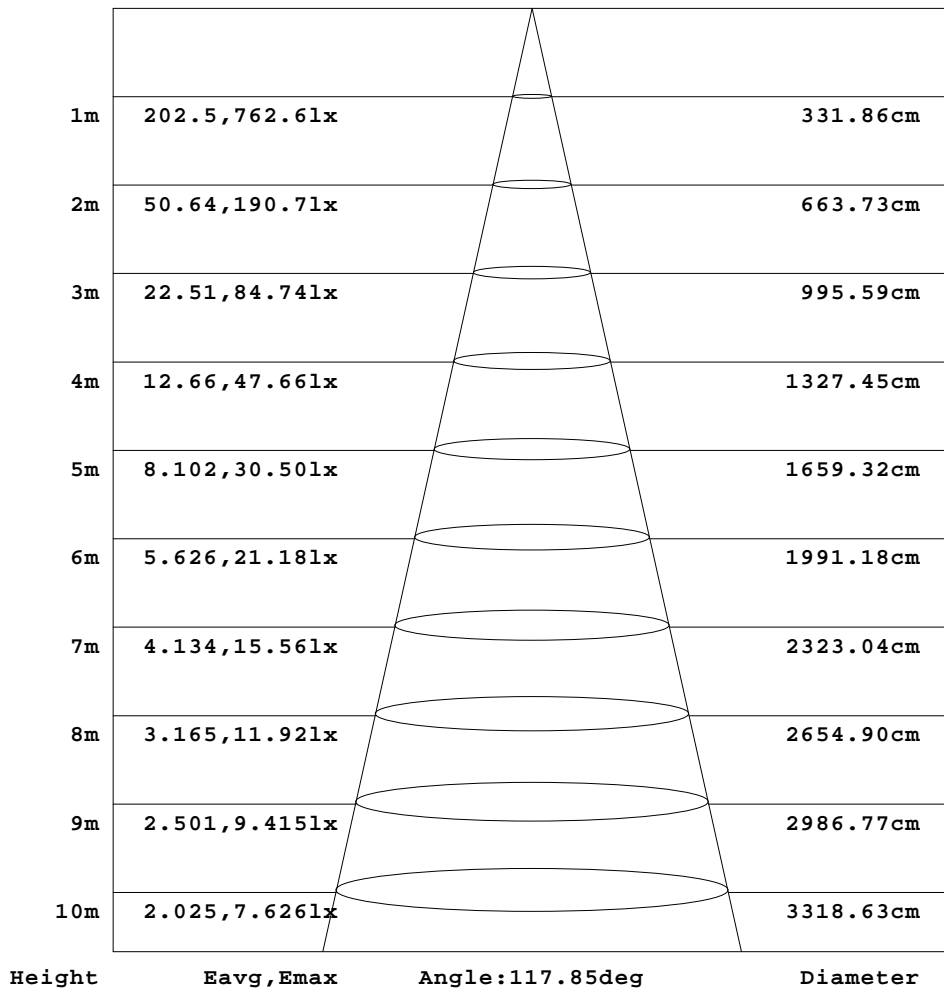 1m 202.5,762.6lx 331.86cm
2m 50.64,190.7lx 663.73cm
3m 22.51,84.74lx 995.59cm
4m 12.66,47.66lx 1327.45cm
5m 8.102,30.50lx 1659.32cm
6m 5.626,21.18lx 1991.18cm
7m 4.134,15.56lx 2323.04cm
8m 3.165,11.92lx 2654.90cm
9m 2.501,9.415lx 2986.77cm
10m 2.025,7.626lx 3318.63cm
Height Eavg,Emax Angle:117.85deg Diameter